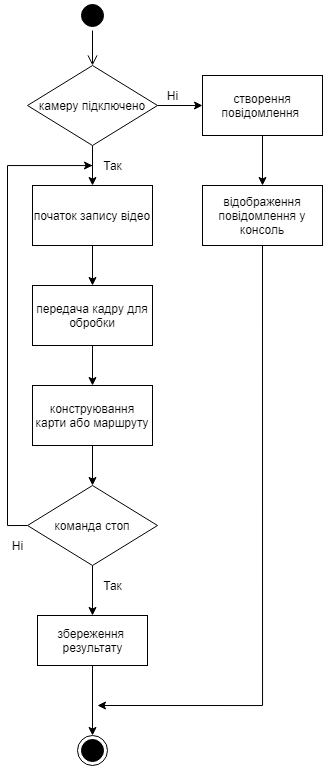 камеру підключено
Ні
створення
повідомлення
Так
початок запису відео
відображення
повідомлення у
консоль
передача кадру для
обробки
конструювання
карти або маршруту
команда стоп
Ні
Так
збереження
результату